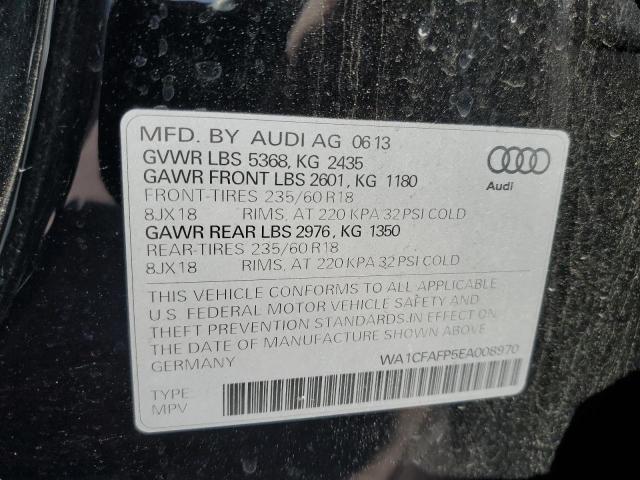 MFD. BY AUDI AG 06 13
GVWR LBS 5368, KG 2435
GAWR FRONT LBS 2601, KG 1180
FRONT-TIRES 235/60 R18
8JX18 RIMS, AT 220 KPA 32 PSI COLD
GAWR REAR LBS 2976, KG 1350
REAR-TIRES 235/60 R18
8JX18 RIMS, AT 220 KPA 32 PSI COLD
Audi
THIS VEHICLE CONFORMS TO ALL APPLICABLE
U.S. FEDERAL MOTOR VEHICLE SAFETY AND
THEFT PREVENTION STANDARDS IN EFFECT ON
THE DATE OF MANUFACTURE SHOWN ABOVE.
GERMANY
WA1CFAFP5EA008970
TYPE:
MPV